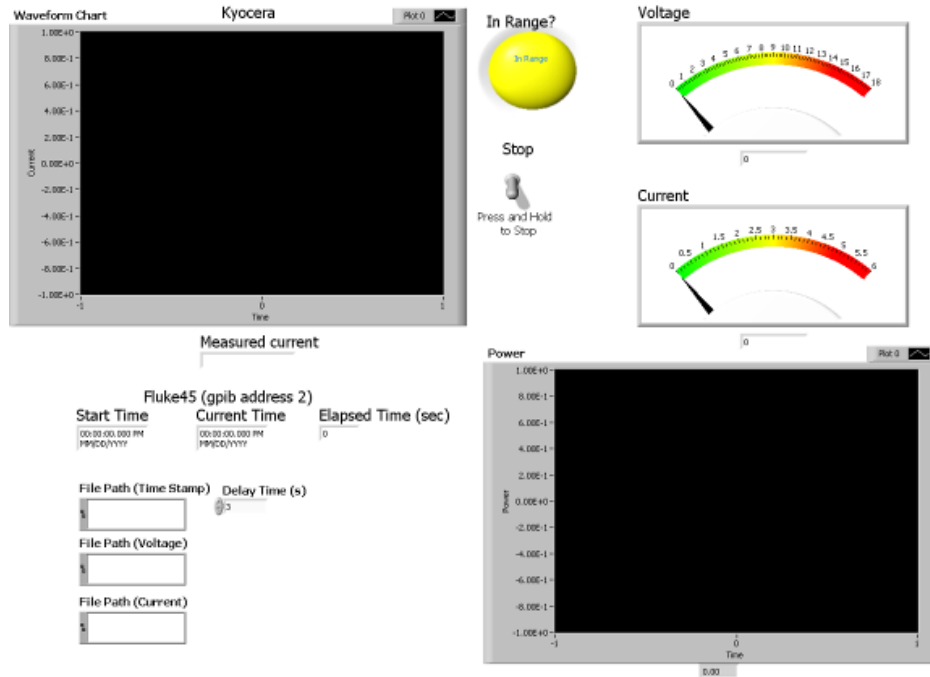 Waveform Chart
Kyocera
Plot 0
1.00E+0
8.00E-1
6.00E-1
4.00E-1
2.00E-1
0.00E+0
-2.00E-1
-4.00E-1
-6.00E-1
-8.00E-1
-1.00E+0
Current
-1
0
1
Time
In Range?
In Range
Stop
Press and Hold
to Stop
Voltage
0 1 2 3 4 5 6 7 8 9 10 11 12 13 14 15 16 17 18
0
Current
0 0.5 1 1.5 2 2.5 3 3.5 4 4.5 5 5.5 6
0
Measured current
Fluke45 (gpib address 2)
Start Time
00:00:00.000 PM
MM/DD/YYYY
Current Time
00:00:00.000 PM
MM/DD/YYYY
Elapsed Time (sec)
0
File Path (Time Stamp)
Delay Time (s)
3
File Path (Voltage)
File Path (Current)
Power
Plot 0
1.00E+0
8.00E-1
6.00E-1
4.00E-1
2.00E-1
0.00E+0
-2.00E-1
-4.00E-1
-6.00E-1
-8.00E-1
-1.00E+0
Power
-1
0
1
Time
0.00